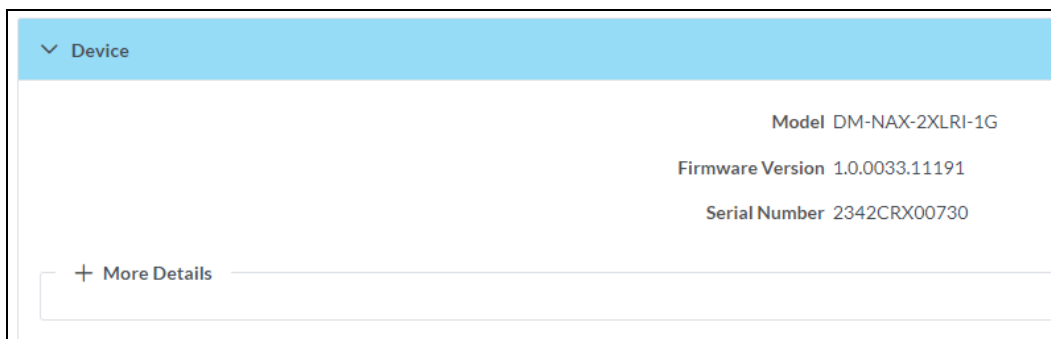 Device
Model DM-NAX-2XLRI-1G
Firmware Version 1.0.0033.11191
Serial Number 2342CRX00730
More Details